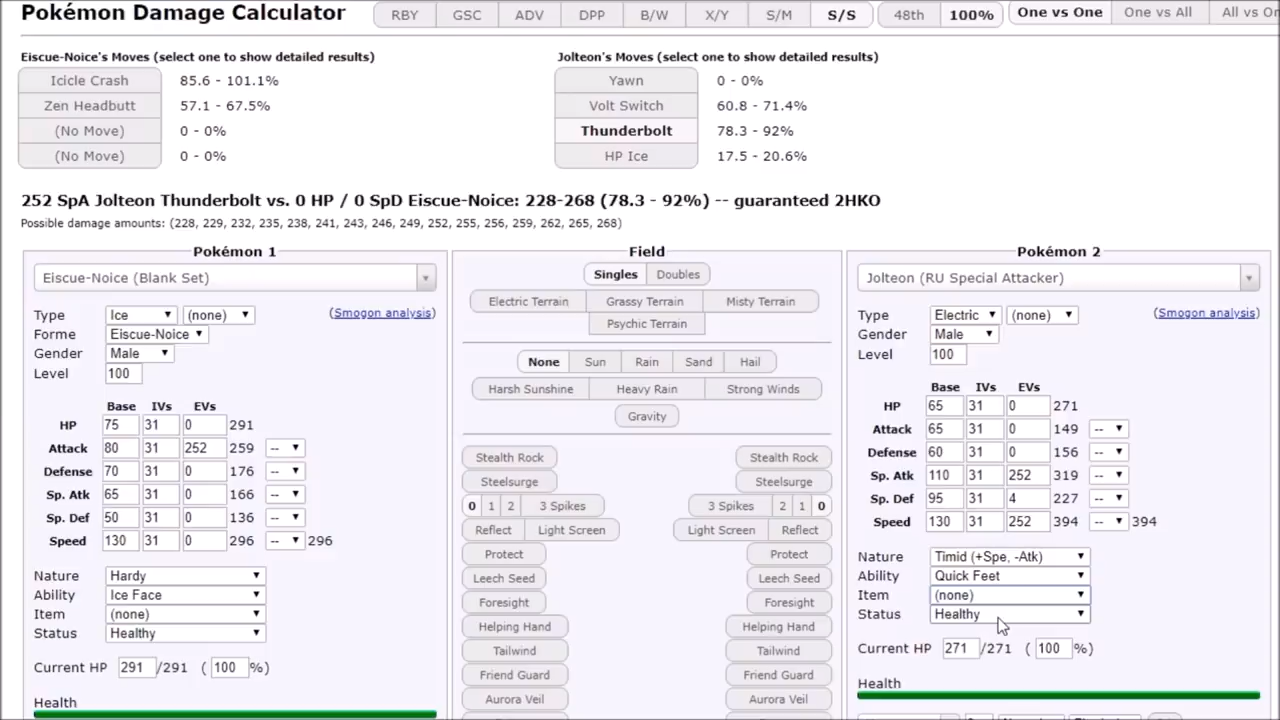 Pokémon Damage Calculator RBY GSC ADV DPP B/W X/Y S/M S/S 48th 100% One vs One One vs All All vs On
Eiscue-Noice's Moves (select one to show detailed results) Jolteon's Moves (select one to show detailed results)
Icicle Crash 85.6 - 101.1% Yawn 0 - 0%
Zen Headbutt 57.1 - 67.5% Volt Switch 60.8 - 71.4%
(No Move) 0 - 0% Thunderbolt 78.3 - 92%
(No Move) 0 - 0% HP Ice 17.5 - 20.6%
252 SpA Jolteon Thunderbolt vs. 0 HP / 0 SpD Eiscue-Noice: 228-268 (78.3 - 92%) -- guaranteed 2HKO
Possible damage amounts: (228, 229, 232, 235, 238, 241, 243, 246, 249, 252, 255, 256, 259, 262, 265, 268)
Pokémon 1
Eiscue-Noice (Blank Set)
Type Ice (none) (Smogon analysis)
Forme Eiscue-Noice
Gender Male
Level 100
Base IVs EVs
HP 75 31 0 291
Attack 80 31 252 259 --
Defense 70 31 0 176 --
Sp. Atk 65 31 0 166 --
Sp. Def 50 31 0 136 --
Speed 130 31 0 296 -- 296
Nature Hardy
Ability Ice Face
Item (none)
Status Healthy
Current HP 291 /291 ( 100 %)
Health
Field
Singles Doubles
Electric Terrain Grassy Terrain Misty Terrain
Psychic Terrain
None Sun Rain Sand Hail
Harsh Sunshine Heavy Rain Strong Winds
Gravity
Stealth Rock Stealth Rock
Steelsurge Steelsurge
0 1 2 3 Spikes 3 Spikes 2 1 0
Reflect Light Screen Light Screen Reflect
Protect Protect
Leech Seed Leech Seed
Foresight Foresight
Helping Hand Helping Hand
Tailwind Tailwind
Friend Guard Friend Guard
Aurora Veil Aurora Veil
Pokémon 2
Jolteon (RU Special Attacker)
Type Electric (none) (Smogon analysis)
Gender Male
Level 100
Base IVs EVs
HP 65 31 0 271
Attack 65 31 0 149 --
Defense 60 31 0 156 --
Sp. Atk 110 31 252 319 --
Sp. Def 95 31 4 227 --
Speed 130 31 252 394 -- 394
Nature Timid (+Spe, -Atk)
Ability Quick Feet
Item (none)
Status Healthy
Current HP 271 /271 ( 100 %)
Health